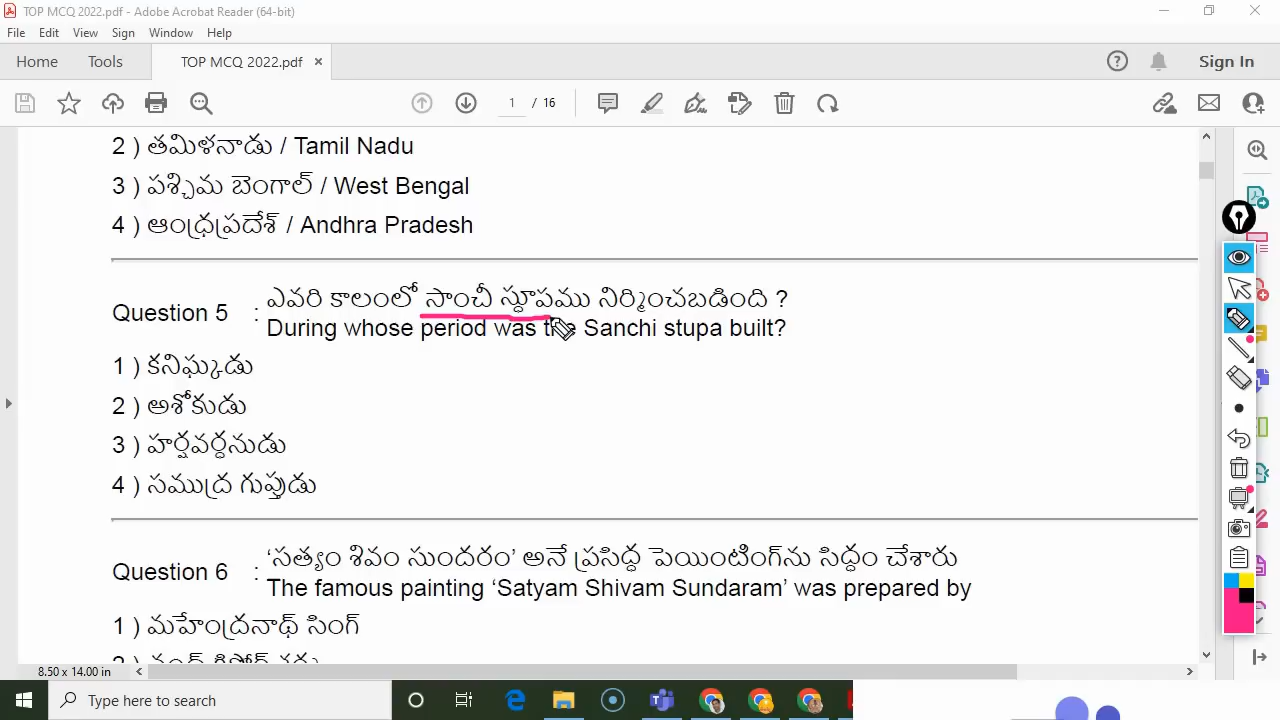 TOP MCQ 2022.pdf - Adobe Acrobat Reader (64-bit)
File Edit View Sign Window Help
Home Tools TOP MCQ 2022.pdf × Sign In
1 / 16
2 ) తమిళనాడు / Tamil Nadu
3 ) పశ్చిమ బెంగాల్ / West Bengal
4 ) ఆంధ్రప్రదేశ్ / Andhra Pradesh
ఎవరి కాలంలో సాంచీ స్థూపము నిర్మించబడింది ?
Question 5 : During whose period was the Sanchi stupa built?
1 ) కనిష్కుడు
2 ) అశోకుడు
3 ) హర్షవర్ధనుడు
4 ) సముద్ర గుప్తుడు
'సత్యం శివం సుందరం' అనే ప్రసిద్ధ పెయింటింగ్‌ను సిద్ధం చేశారు
Question 6 : The famous painting 'Satyam Shivam Sundaram' was prepared by
1 ) మహేంద్రనాథ్ సింగ్
8.50 x 14.00 in
Type here to search